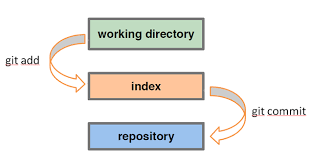 working directory
git add
index
git commit
repository